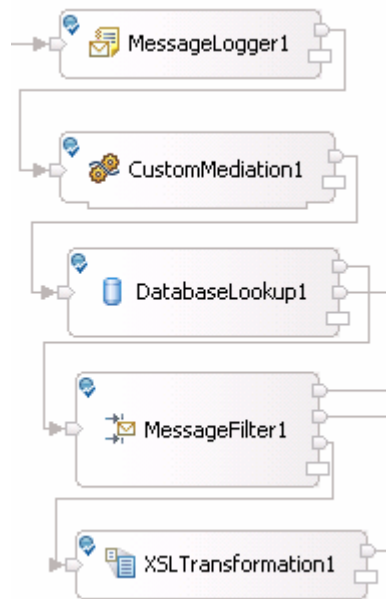 MessageLogger1
CustomMediation1
DatabaseLookup1
MessageFilter1
XSLTransformation1